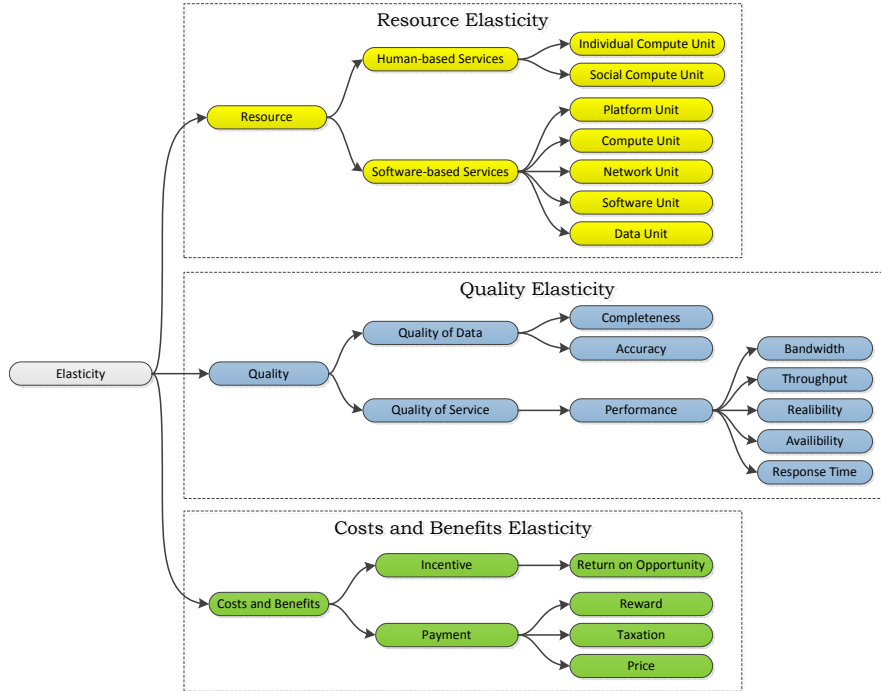 Resource Elasticity
Individual Compute Unit
Human-based Services
Social Compute Unit
Platform Unit
Resource
Compute Unit
Software-based Services
Network Unit
Software Unit
Data Unit
Quality Elasticity
Completeness
Quality of Data
Bandwidth
Accuracy
Elasticity
Quality
Throughput
Quality of Service
Performance
Realibility
Availibility
Response Time
Costs and Benefits Elasticity
Incentive
Return on Opportunity
Costs and Benefits
Reward
Payment
Taxation
Price